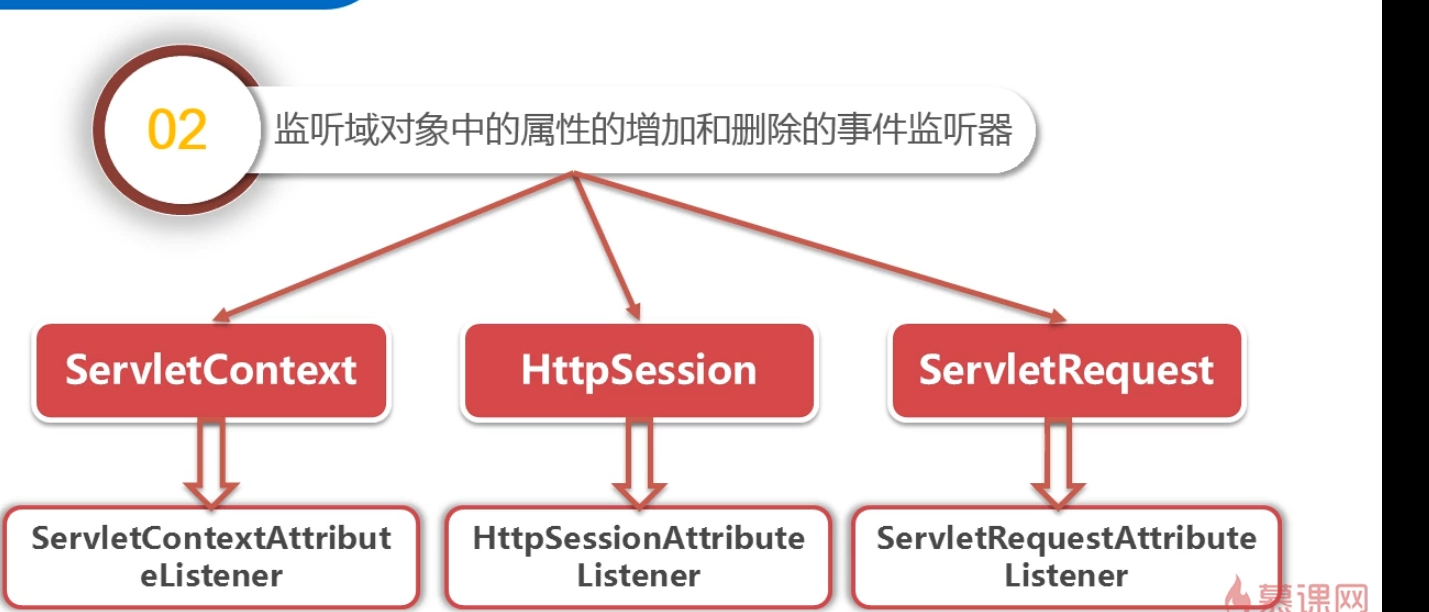 02
监听域对象中的属性的增加和删除的事件监听器
ServletContext
HttpSession
ServletRequest
ServletContextAttribut
eListener
HttpSessionAttribute
Listener
ServletRequestAttribute
Listener
慕课网